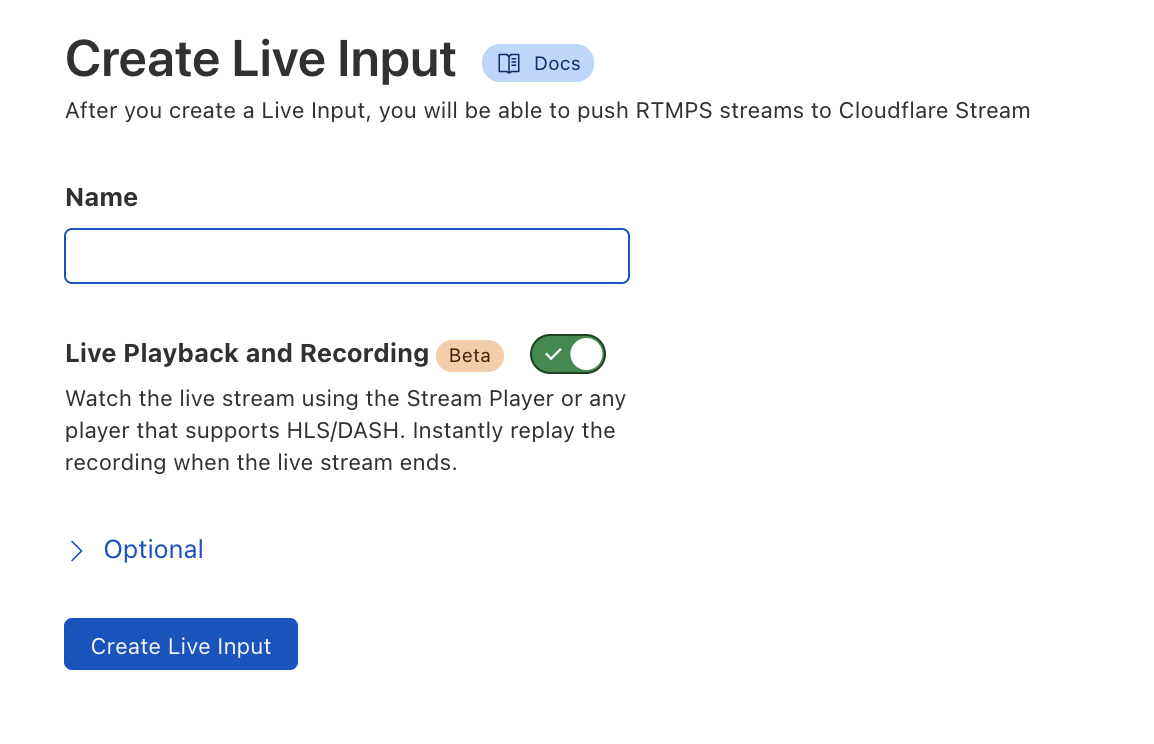 Create Live Input
Docs
After you create a Live Input, you will be able to push RTMPS streams to Cloudflare Stream
Name
Live Playback and Recording Beta
Watch the live stream using the Stream Player or any
player that supports HLS/DASH. Instantly replay the
recording when the live stream ends.
Optional
Create Live Input